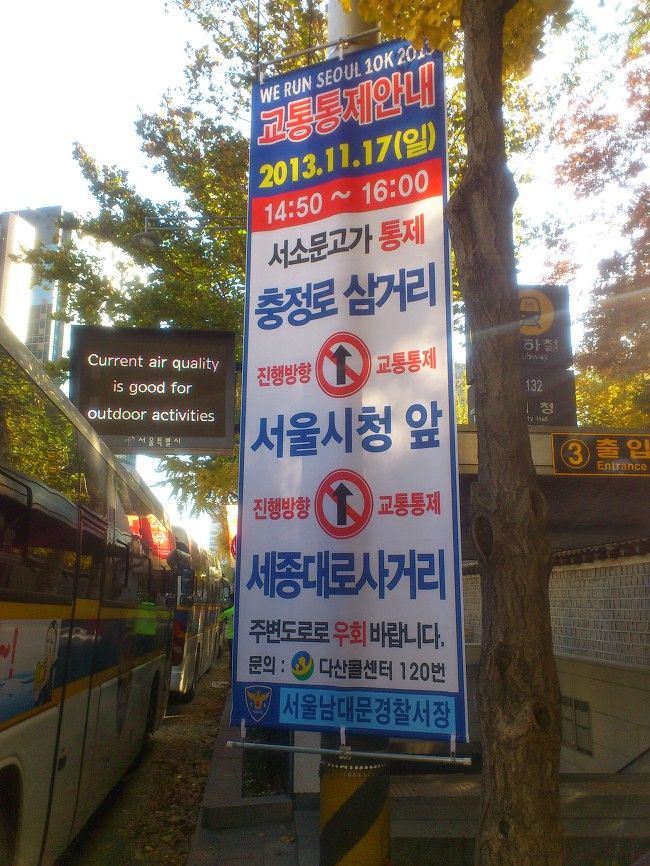 WE RUN SEOUL 10K 2013
교통통제안내
2013.11.17(일)
14:50 ~ 16:00
서소문고가 통제
충정로 삼거리
진행방향 교통통제
서울시청 앞
진행방향 교통통제
세종대로사거리
주변도로로 우회 바랍니다.
문의 : 다산콜센터 120번
서울남대문경찰서장
Current air quality
is good for
outdoor activities
서울특별시
하철
132
청
City Hall
3 출입
Entrance